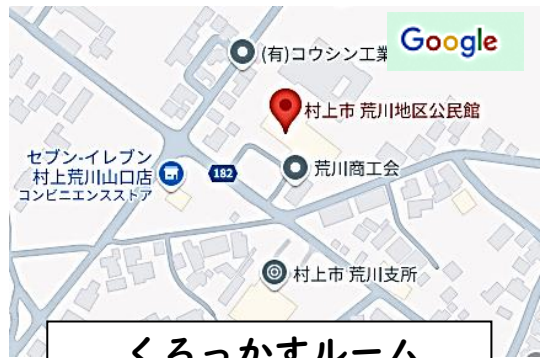 Google
(有)コウシン工業
村上市 荒川地区公民館
セブン-イレブン
村上荒川山口店
コンビニエンスストア
182
荒川商工会
村上市 荒川支所
くろっかすルーム